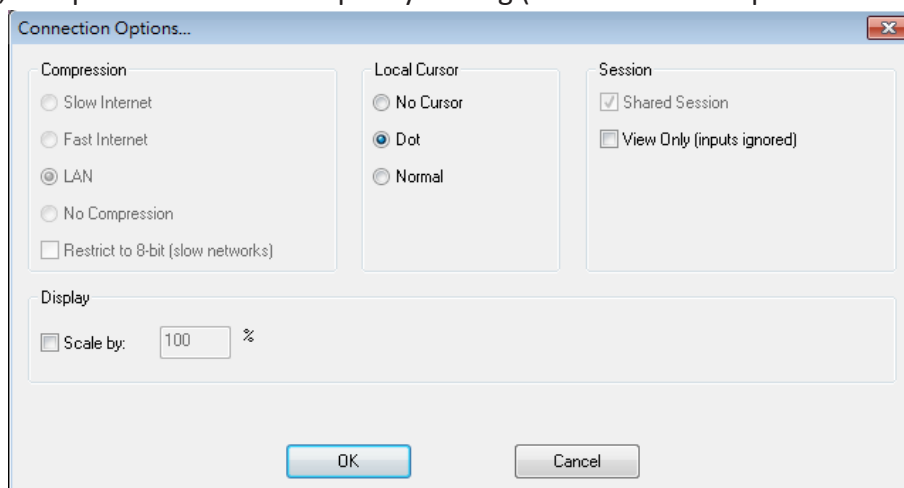 Connection Options...
Compression
Slow Internet
Fast Internet
LAN
No Compression
Restrict to 8-bit (slow networks)
Local Cursor
No Cursor
Dot
Normal
Session
Shared Session
View Only (inputs ignored)
Display
Scale by: 100 %
OK
Cancel